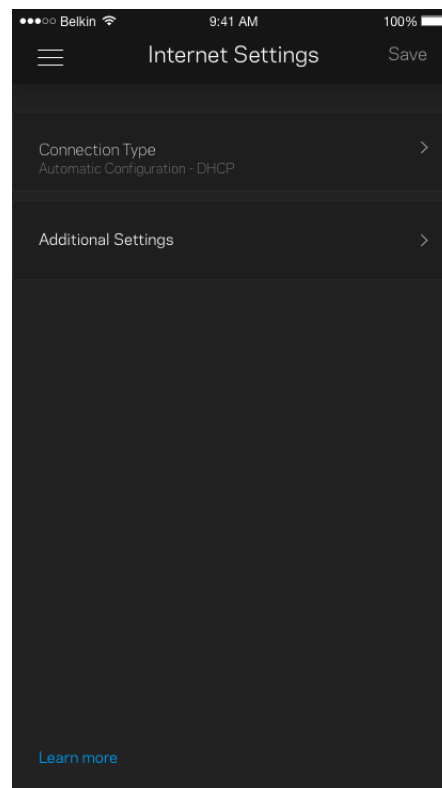 Belkin 9:41 AM 100%
Internet Settings Save
Connection Type
Automatic Configuration - DHCP
Additional Settings
Learn more